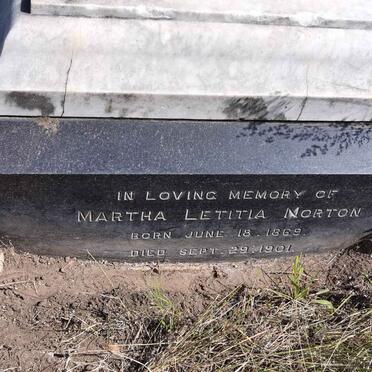 IN LOVING MEMORY OF
MARTHA LETITIA NORTON
BORN JUNE 18. 1869.
DIED SEPT. 29. 1901.